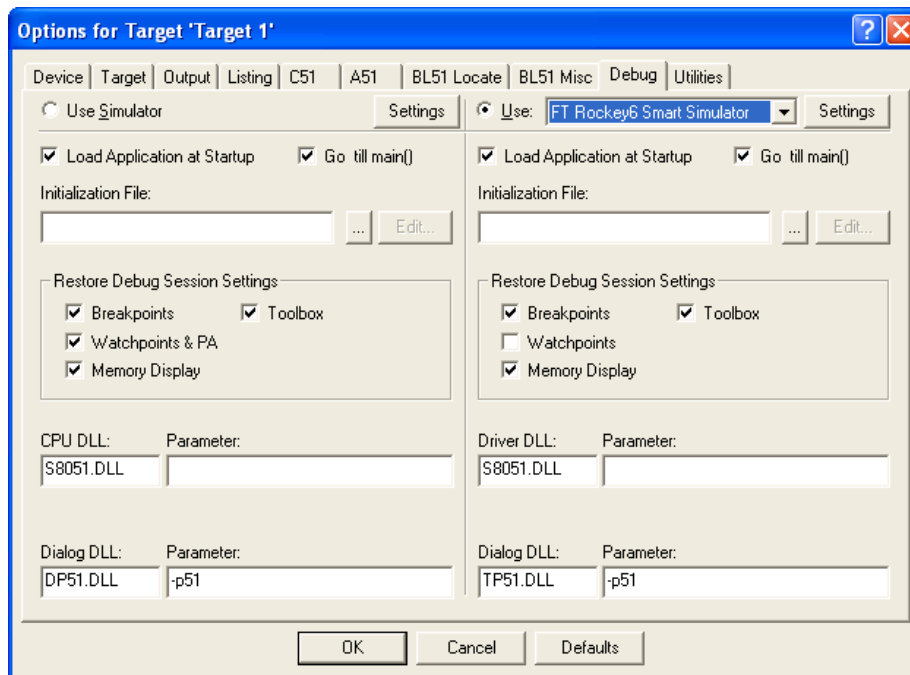 Options for Target 'Target 1'
Device Target Output Listing C51 A51 BL51 Locate BL51 Misc Debug Utilities
Use Simulator Settings Use: FT Rockey6 Smart Simulator Settings
Load Application at Startup Go till main() Load Application at Startup Go till main()
Initialization File: Initialization File:
... Edit... ... Edit...
Restore Debug Session Settings Restore Debug Session Settings
Breakpoints Toolbox Breakpoints Toolbox
Watchpoints & PA Watchpoints
Memory Display Memory Display
CPU DLL: Parameter: Driver DLL: Parameter:
S8051.DLL S8051.DLL
Dialog DLL: Parameter: Dialog DLL: Parameter:
DP51.DLL -p51 TP51.DLL -p51
OK Cancel Defaults